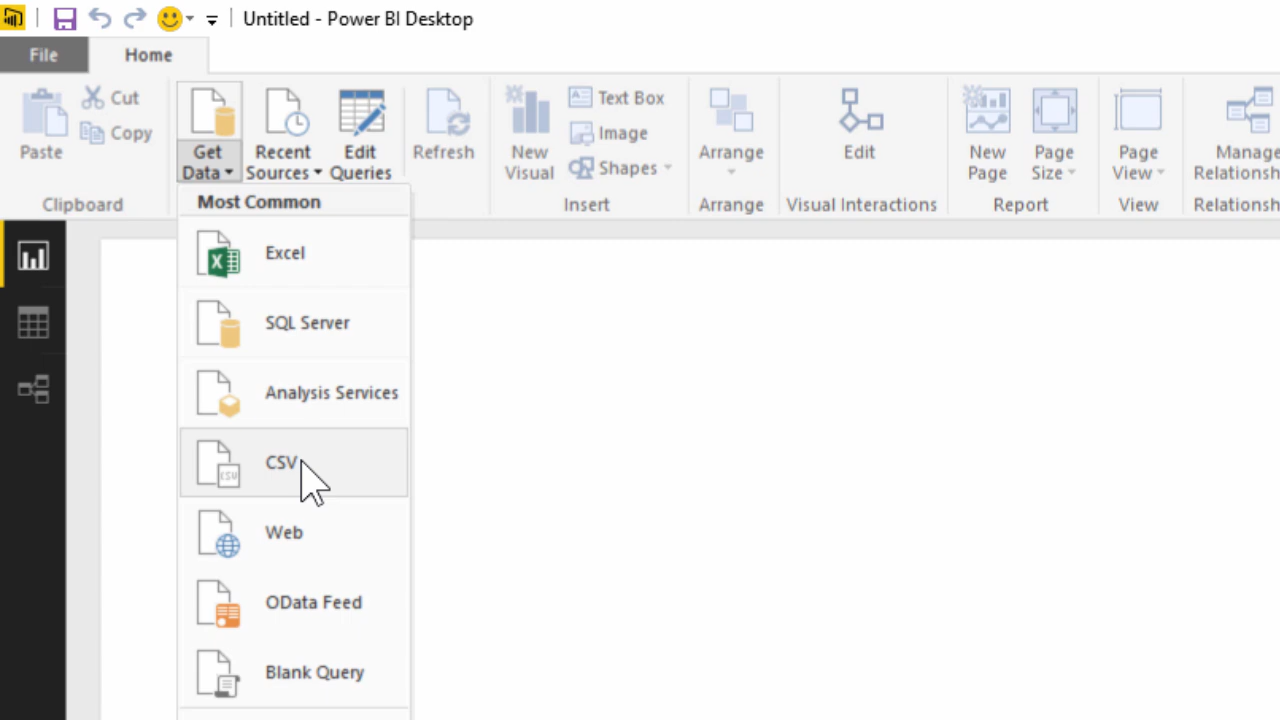 Untitled - Power BI Desktop
File
Home
Paste
Cut
Copy
Clipboard
Get
Data
Recent
Sources
Edit
Queries
Refresh
New
Visual
Text Box
Image
Shapes
Insert
Arrange
Arrange
Edit
Visual Interactions
New
Page
Page
Size
Report
Page
View
View
Manage
Most Common
Excel
SQL Server
Analysis Services
CSV
CSV
Web
OData Feed
Blank Query